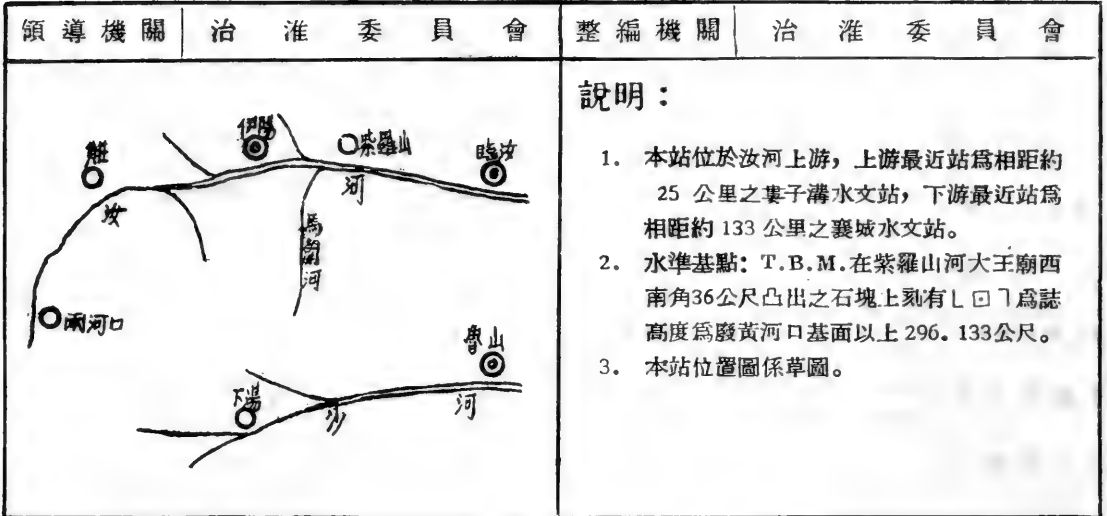 領導機關 治淮委員會
整編機關 治淮委員會
伊陽
紫羅山
臨汝
汝
河
馬蘭河
兩河口
魯山
下湯
沙
河
說明：
1. 本站位於汝河上游，上游最近站爲相距約
25 公里之婁子溝水文站，下游最近站爲
相距約 133 公里之襄城水文站。
2. 水準基點：T.B.M.在紫羅山河大王廟西
南角36公尺凸出之石塊上刻有└ 回 ┐爲誌
高度爲廢黃河口基面以上 296.133公尺。
3. 本站位置圖係草圖。